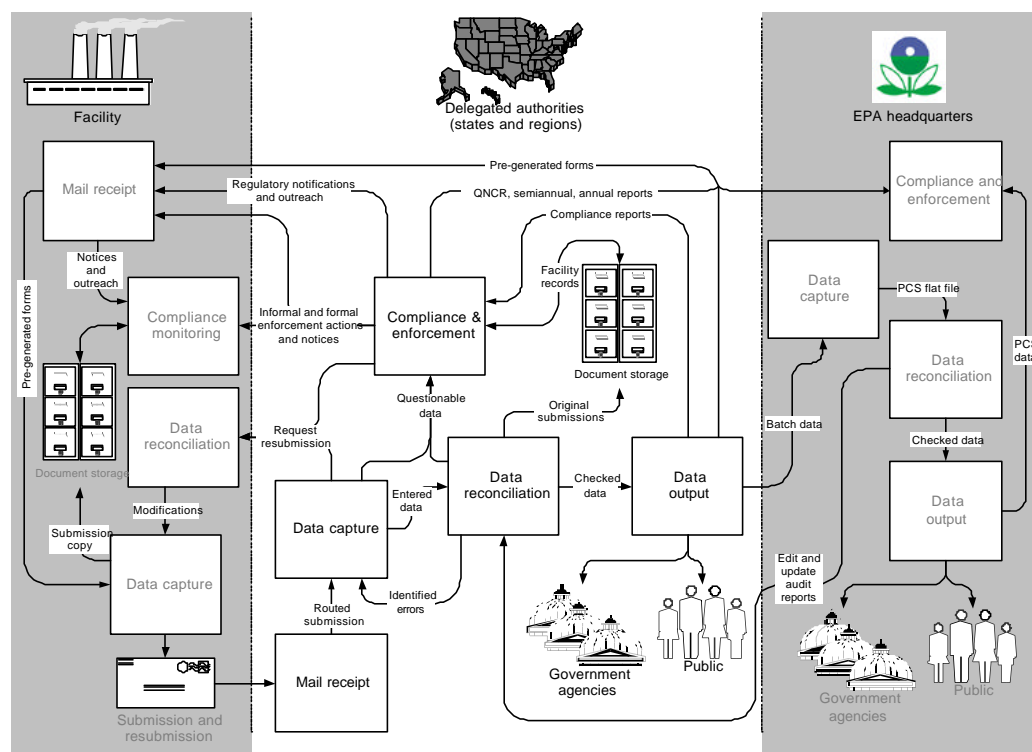 Facility
Delegated authorities
(states and regions)
EPA headquarters
Pre-generated forms
Mail receipt
Regulatory notifications
and outreach
QNCR, semiannual, annual reports
Compliance and
enforcement
Compliance reports
Notices
and
outreach
Facility
records
Data
capture
PCS flat file
Pre-generated forms
Compliance
monitoring
Informal and formal
enforcement actions
and notices
Compliance &
enforcement
Document storage
Data
reconciliation
PCS
data
Questionable
data
Original
submissions
Data
reconciliation
Request
resubmission
Batch data
Checked data
Document storage
Data
reconciliation
Checked
data
Data
output
Entered
data
Data
output
Modifications
Submission
copy
Data capture
Data capture
Identified
errors
Edit and
update
audit
reports
Routed
submission
Mail receipt
Government
agencies
Public
Government
agencies
Public
Submission and
resubmission